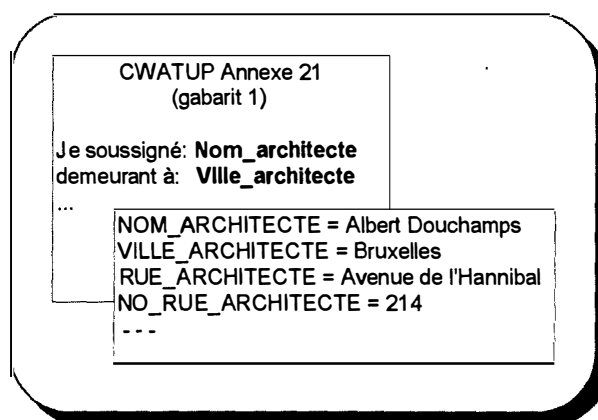 CWATUP Annexe 21
(gabarit 1)
Je soussigné: Nom_architecte
demeurant à: Ville_architecte
...
NOM_ARCHITECTE = Albert Douchamps
VILLE_ARCHITECTE = Bruxelles
RUE_ARCHITECTE = Avenue de l'Hannibal
NO_RUE_ARCHITECTE = 214
---